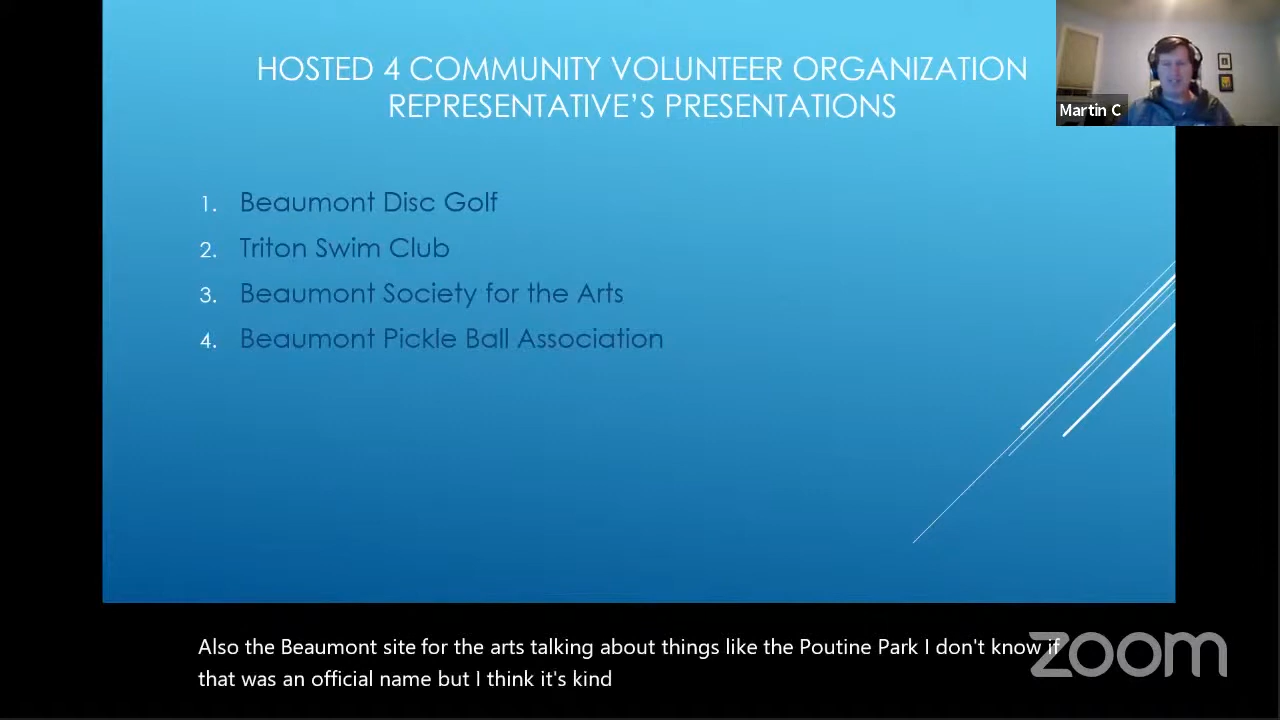 HOSTED 4 COMMUNITY VOLUNTEER ORGANIZATION
REPRESENTATIVE'S PRESENTATIONS
Martin C
1. Beaumont Disc Golf
2. Triton Swim Club
3. Beaumont Society for the Arts
4. Beaumont Pickle Ball Association
Also the Beaumont site for the arts talking about things like the Poutine Park I don't know if
that was an official name but I think it's kind
zoom